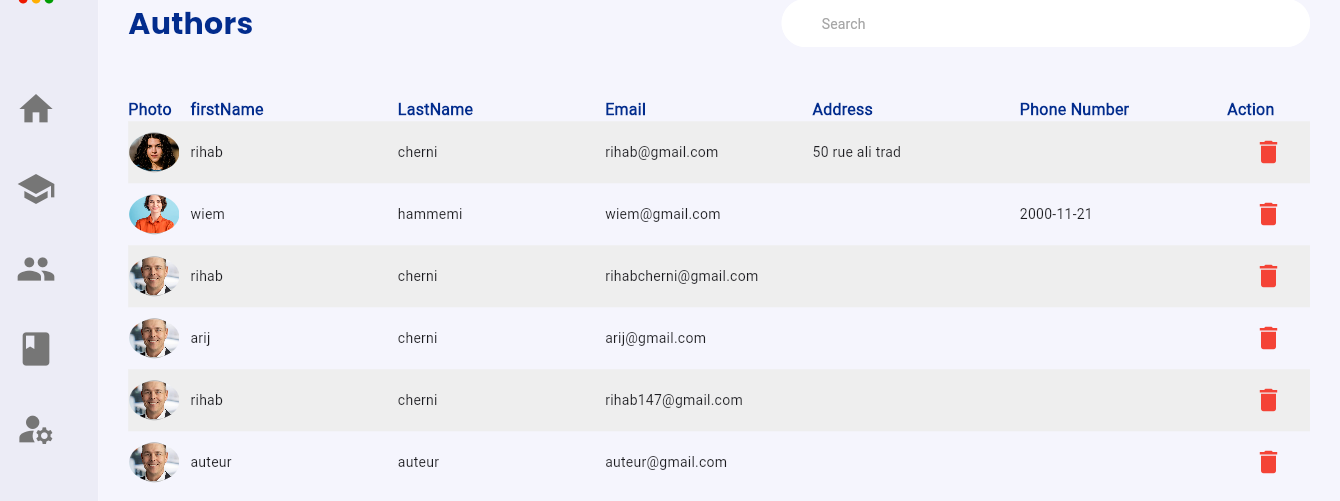 Authors
Search
Photo firstName LastName Email Address Phone Number Action
rihab cherni rihab@gmail.com 50 rue ali trad
wiem hammemi wiem@gmail.com 2000-11-21
rihab cherni rihabcherni@gmail.com
arij cherni arij@gmail.com
rihab cherni rihab147@gmail.com
auteur auteur auteur@gmail.com